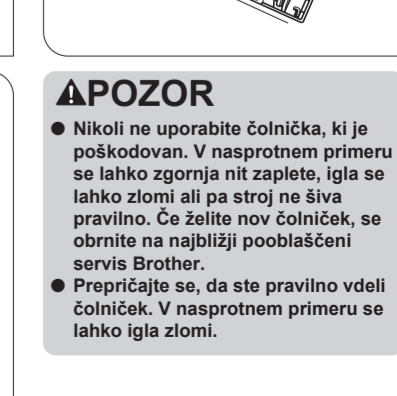 ⚠POZOR
● Nikoli ne uporabite čolnička, ki je
poškodovan. V nasprotnem primeru
se lahko zgornja nit zaplete, igla se
lahko zlomi ali pa stroj ne šiva
pravilno. Če želite nov čolniček, se
obrnite na najbližji pooblaščeni
servis Brother.
● Prepričajte se, da ste pravilno vdeli
čolniček. V nasprotnem primeru se
lahko igla zlomi.